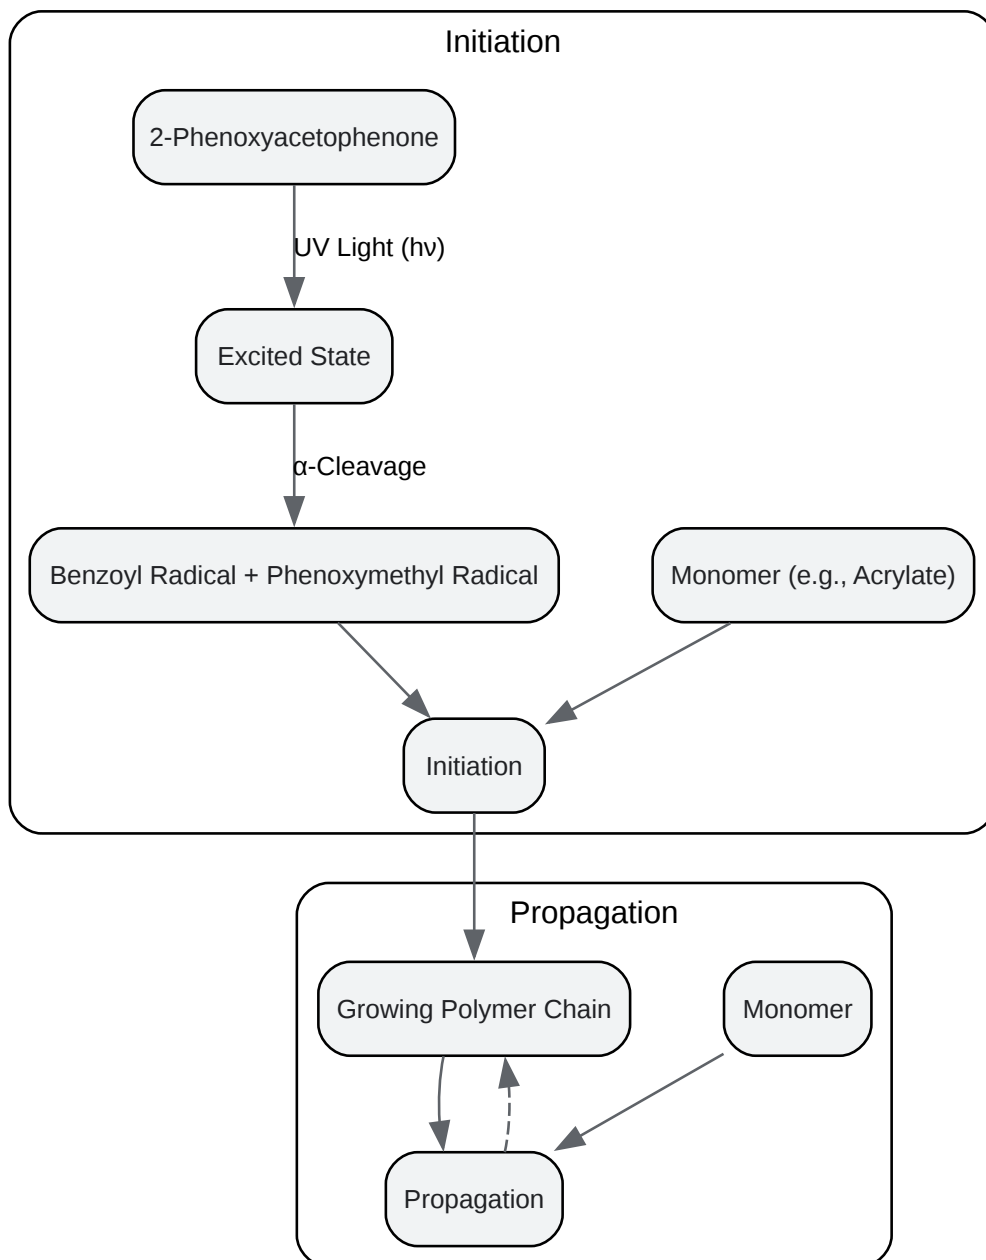 Initiation
2-Phenoxyacetophenone
UV Light (hν)
Excited State
α-Cleavage
Benzoyl Radical + Phenoxymethyl Radical
Monomer (e.g., Acrylate)
Initiation
Propagation
Growing Polymer Chain
Monomer
Propagation